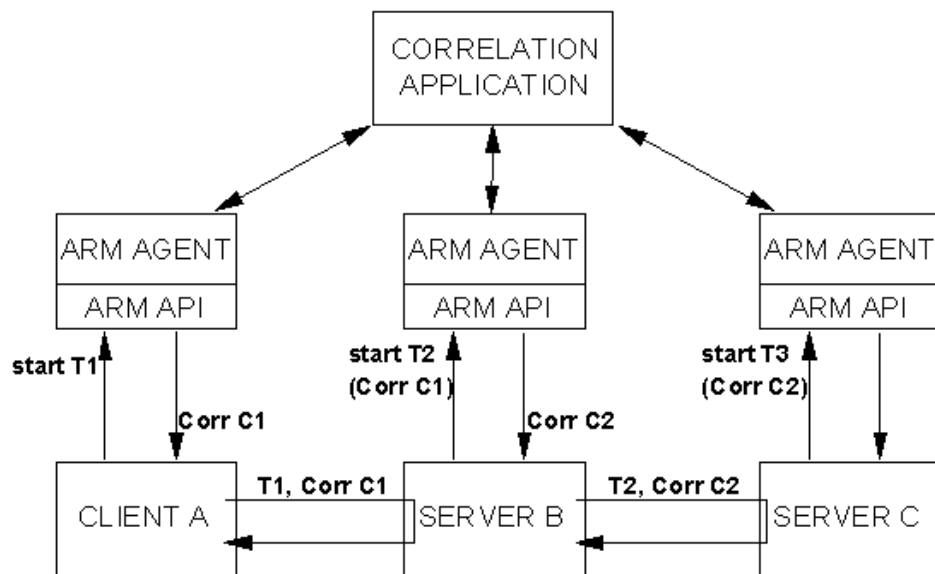 CORRELATION
APPLICATION
ARM AGENT
ARM AGENT
ARM AGENT
ARM API
ARM API
ARM API
start T1
start T2
(Corr C1)
start T3
(Corr C2)
Corr C1
Corr C2
T1, Corr C1
T2, Corr C2
CLIENT A
SERVER B
SERVER C